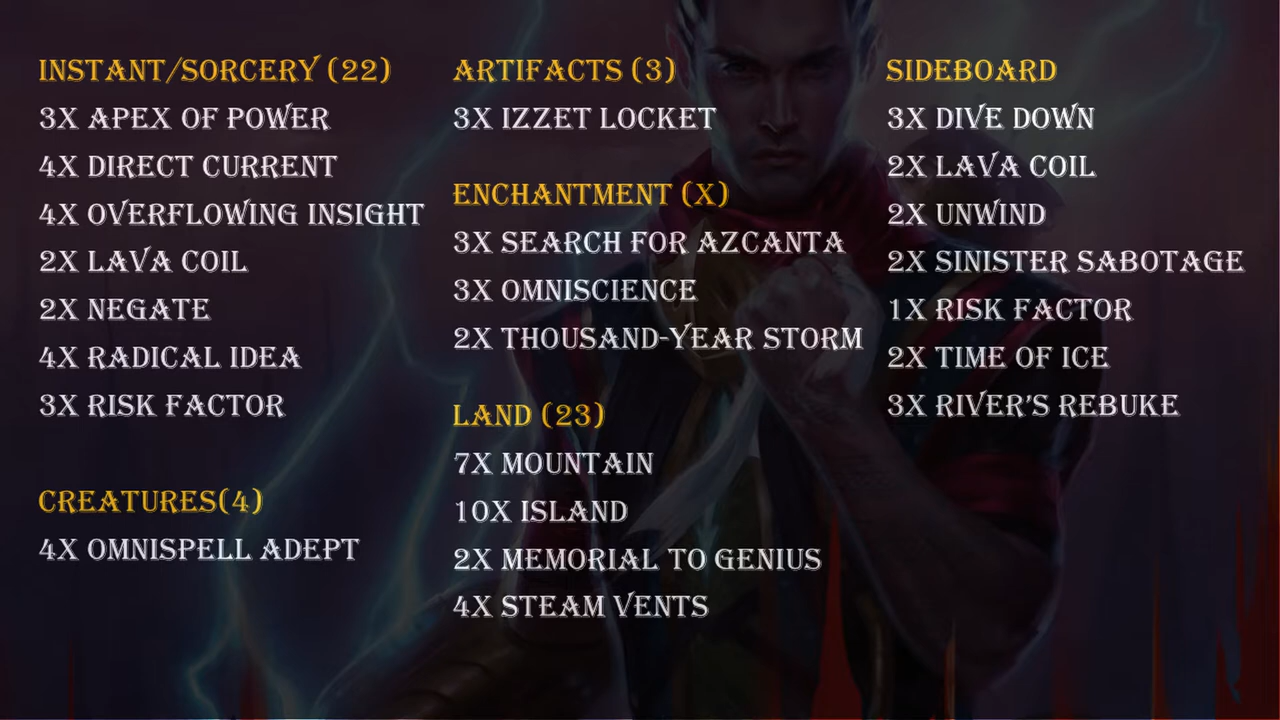 INSTANT/SORCERY (22)
3X APEX OF POWER
4X DIRECT CURRENT
4X OVERFLOWING INSIGHT
2X LAVA COIL
2X NEGATE
4X RADICAL IDEA
3X RISK FACTOR
CREATURES(4)
4X OMNISPELL ADEPT
ARTIFACTS (3)
3X IZZET LOCKET
ENCHANTMENT (X)
3X SEARCH FOR AZCANTA
3X OMNISCIENCE
2X THOUSAND-YEAR STORM
LAND (23)
7X MOUNTAIN
10X ISLAND
2X MEMORIAL TO GENIUS
4X STEAM VENTS
SIDEBOARD
3X DIVE DOWN
2X LAVA COIL
2X UNWIND
2X SINISTER SABOTAGE
1X RISK FACTOR
2X TIME OF ICE
3X RIVER'S REBUKE